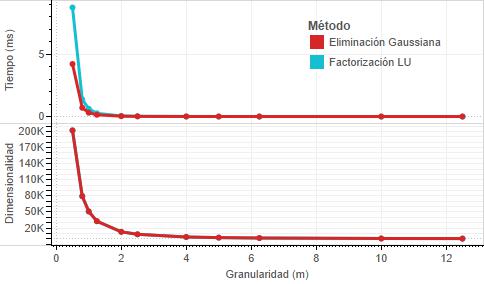 Tiempo (ms)
5
0
Método
Eliminación Gaussiana
Factorización LU
Dimensionalidad
200K
170K
140K
110K
80K
50K
20K
0
2
4
6
8
10
12
Granularidad (m)